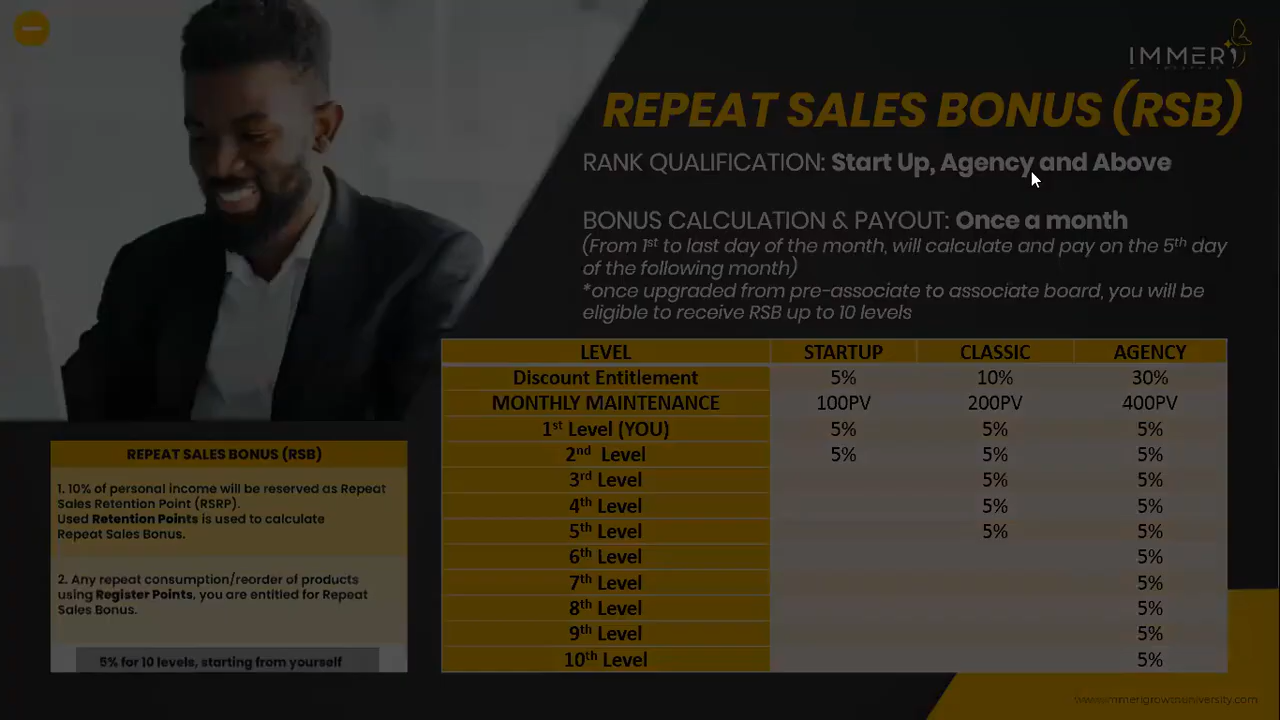 IMMERI
REPEAT SALES BONUS (RSB)
RANK QUALIFICATION: Start Up, Agency and Above
BONUS CALCULATION & PAYOUT: Once a month
(From 1st to last day of the month, will calculate and pay on the 5th day
of the following month)
*once upgraded from pre-associate to associate board, you will be
eligible to receive RSB up to 10 levels
LEVEL STARTUP CLASSIC AGENCY
Discount Entitlement 5% 10% 30%
MONTHLY MAINTENANCE 100PV 200PV 400PV
1st Level (YOU) 5% 5% 5%
2nd Level 5% 5% 5%
3rd Level 5% 5%
4th Level 5% 5%
5th Level 5% 5%
6th Level 5%
7th Level 5%
8th Level 5%
9th Level 5%
10th Level 5%
REPEAT SALES BONUS (RSB)
1. 10% of personal income will be reserved as Repeat
Sales Retention Point (RSRP).
Used Retention Points is used to calculate
Repeat Sales Bonus.
2. Any repeat consumption/reorder of products
using Register Points, you are entitled for Repeat
Sales Bonus.
5% for 10 levels, starting from yourself
www.immerigrowthuniversity.com